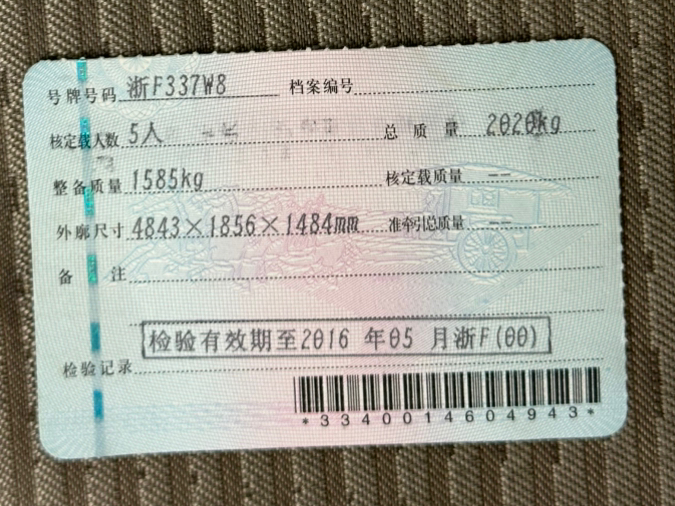 号牌号码 浙F337W8 档案编号
核定载人数 5人 总质量 2020kg
整备质量 1585kg 核定载质量 --
外廓尺寸 4843×1856×1484mm 准牵引总质量 --
备注
检验有效期至2016 年05 月浙F(00)
检验记录
*3340014604943*